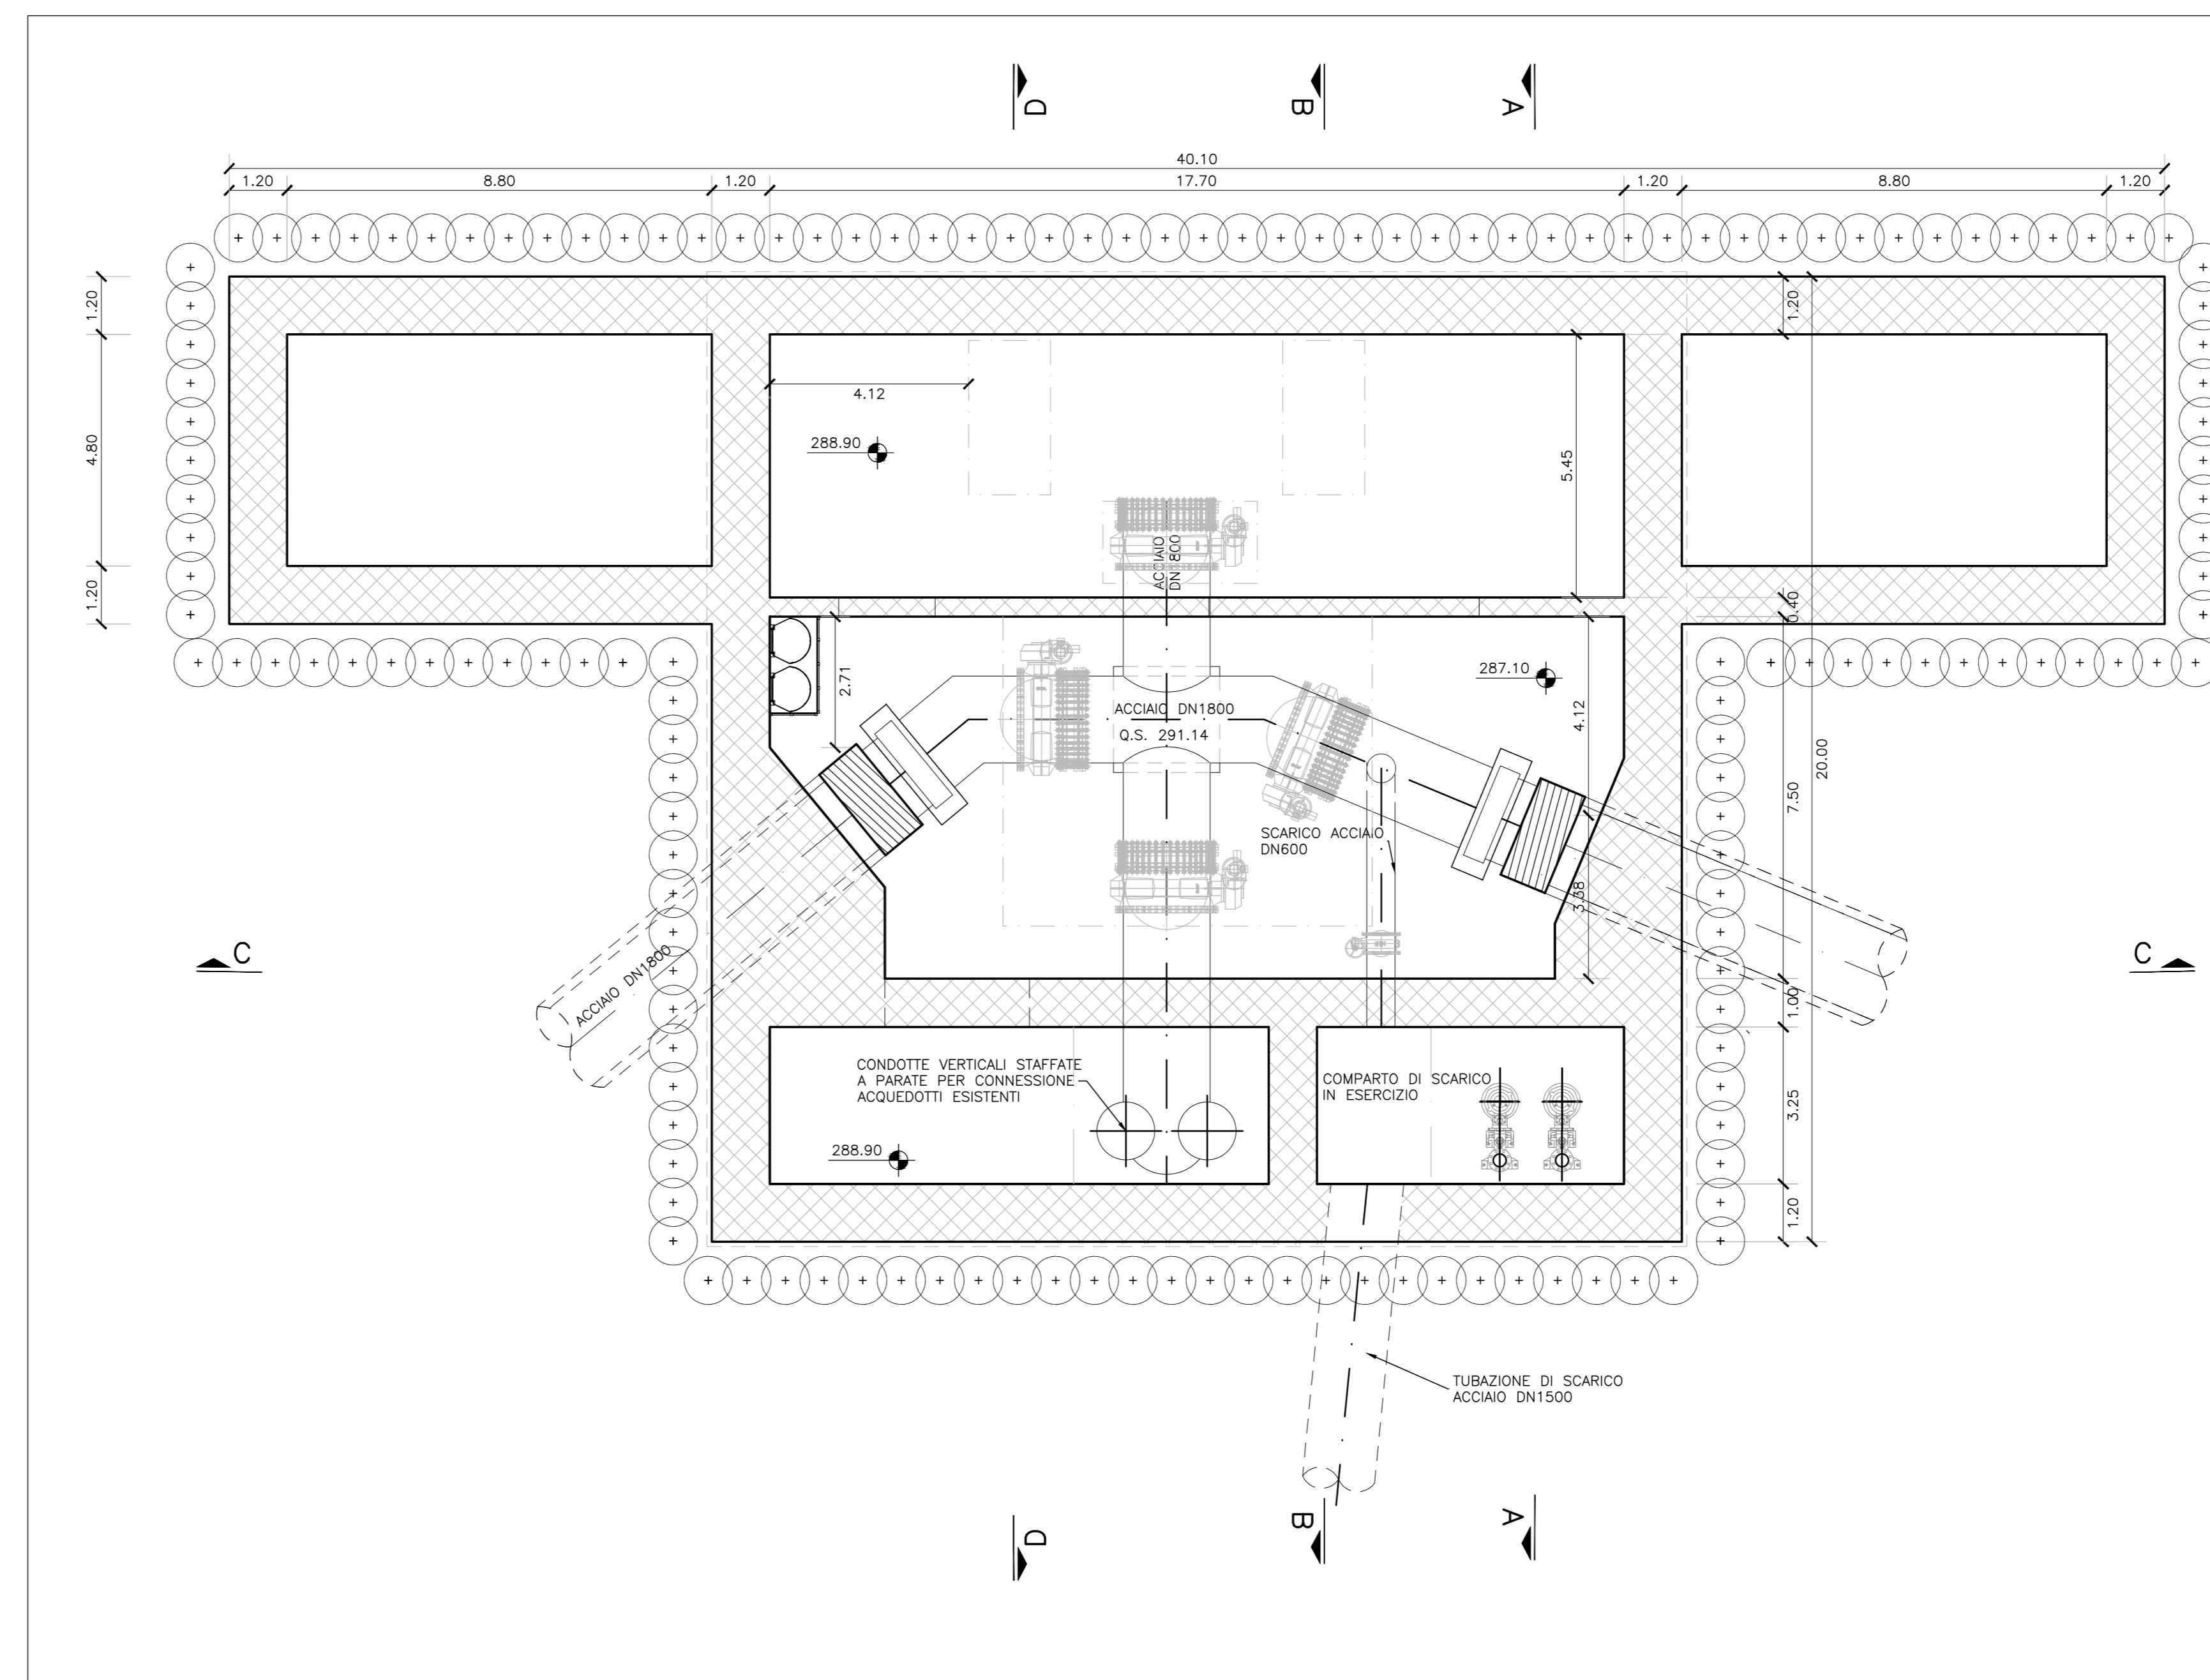 D
B
A
40.10
1.20
8.80
1.20
17.70
1.20
8.80
1.20
1.20
4.80
1.20
1.20
4.12
288.90
5.45
ACCIAIO
DN1800
0.40
2.71
287.10
4.12
ACCIAIO DN1800
Q.S. 291.14
20.00
7.50
SCARICO ACCIAIO
DN600
3.38
C
C
ACCIAIO DN1800
1.00
CONDOTTE VERTICALI STAFFATE
A PARATE PER CONNESSIONE
ACQUEDOTTI ESISTENTI
COMPARTO DI SCARICO
IN ESERCIZIO
3.25
288.90
1.20
TUBAZIONE DI SCARICO
ACCIAIO DN1500
D
B
A